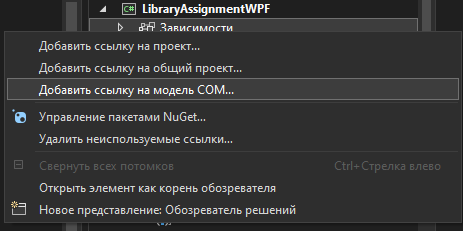 LibraryAssignmentWPF
Зависимости
Добавить ссылку на проект...
Добавить ссылку на общий проект...
Добавить ссылку на модель COM...
Управление пакетами NuGet...
Удалить неиспользуемые ссылки...
Свернуть всех потомков Ctrl+Стрелка влево
Открыть элемент как корень обозревателя
Новое представление: Обозреватель решений